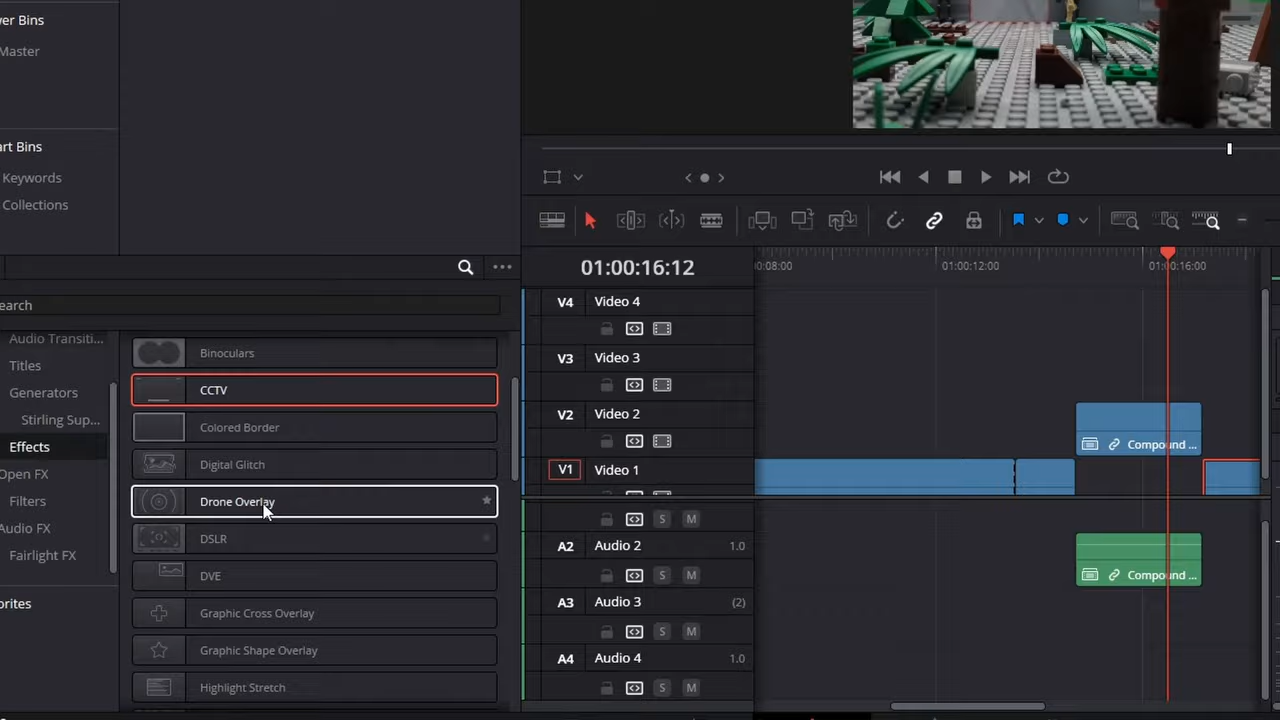 er Bins
Master
art Bins
Keywords
Collections
earch
Audio Transiti...
Titles
Generators
Stirling Sup...
Effects
Open FX
Filters
Audio FX
Fairlight FX
orites
Binoculars
CCTV
Colored Border
Digital Glitch
Drone Overlay
DSLR
DVE
Graphic Cross Overlay
Graphic Shape Overlay
Highlight Stretch
01:00:16:12
0:08:00
01:00:12:00
01:00:16:00
V4 Video 4
V3 Video 3
V2 Video 2
V1 Video 1
S M
A2 Audio 2 1.0
S M
A3 Audio 3 (2)
S M
A4 Audio 4 1.0
S M
Compound ...
Compound ...